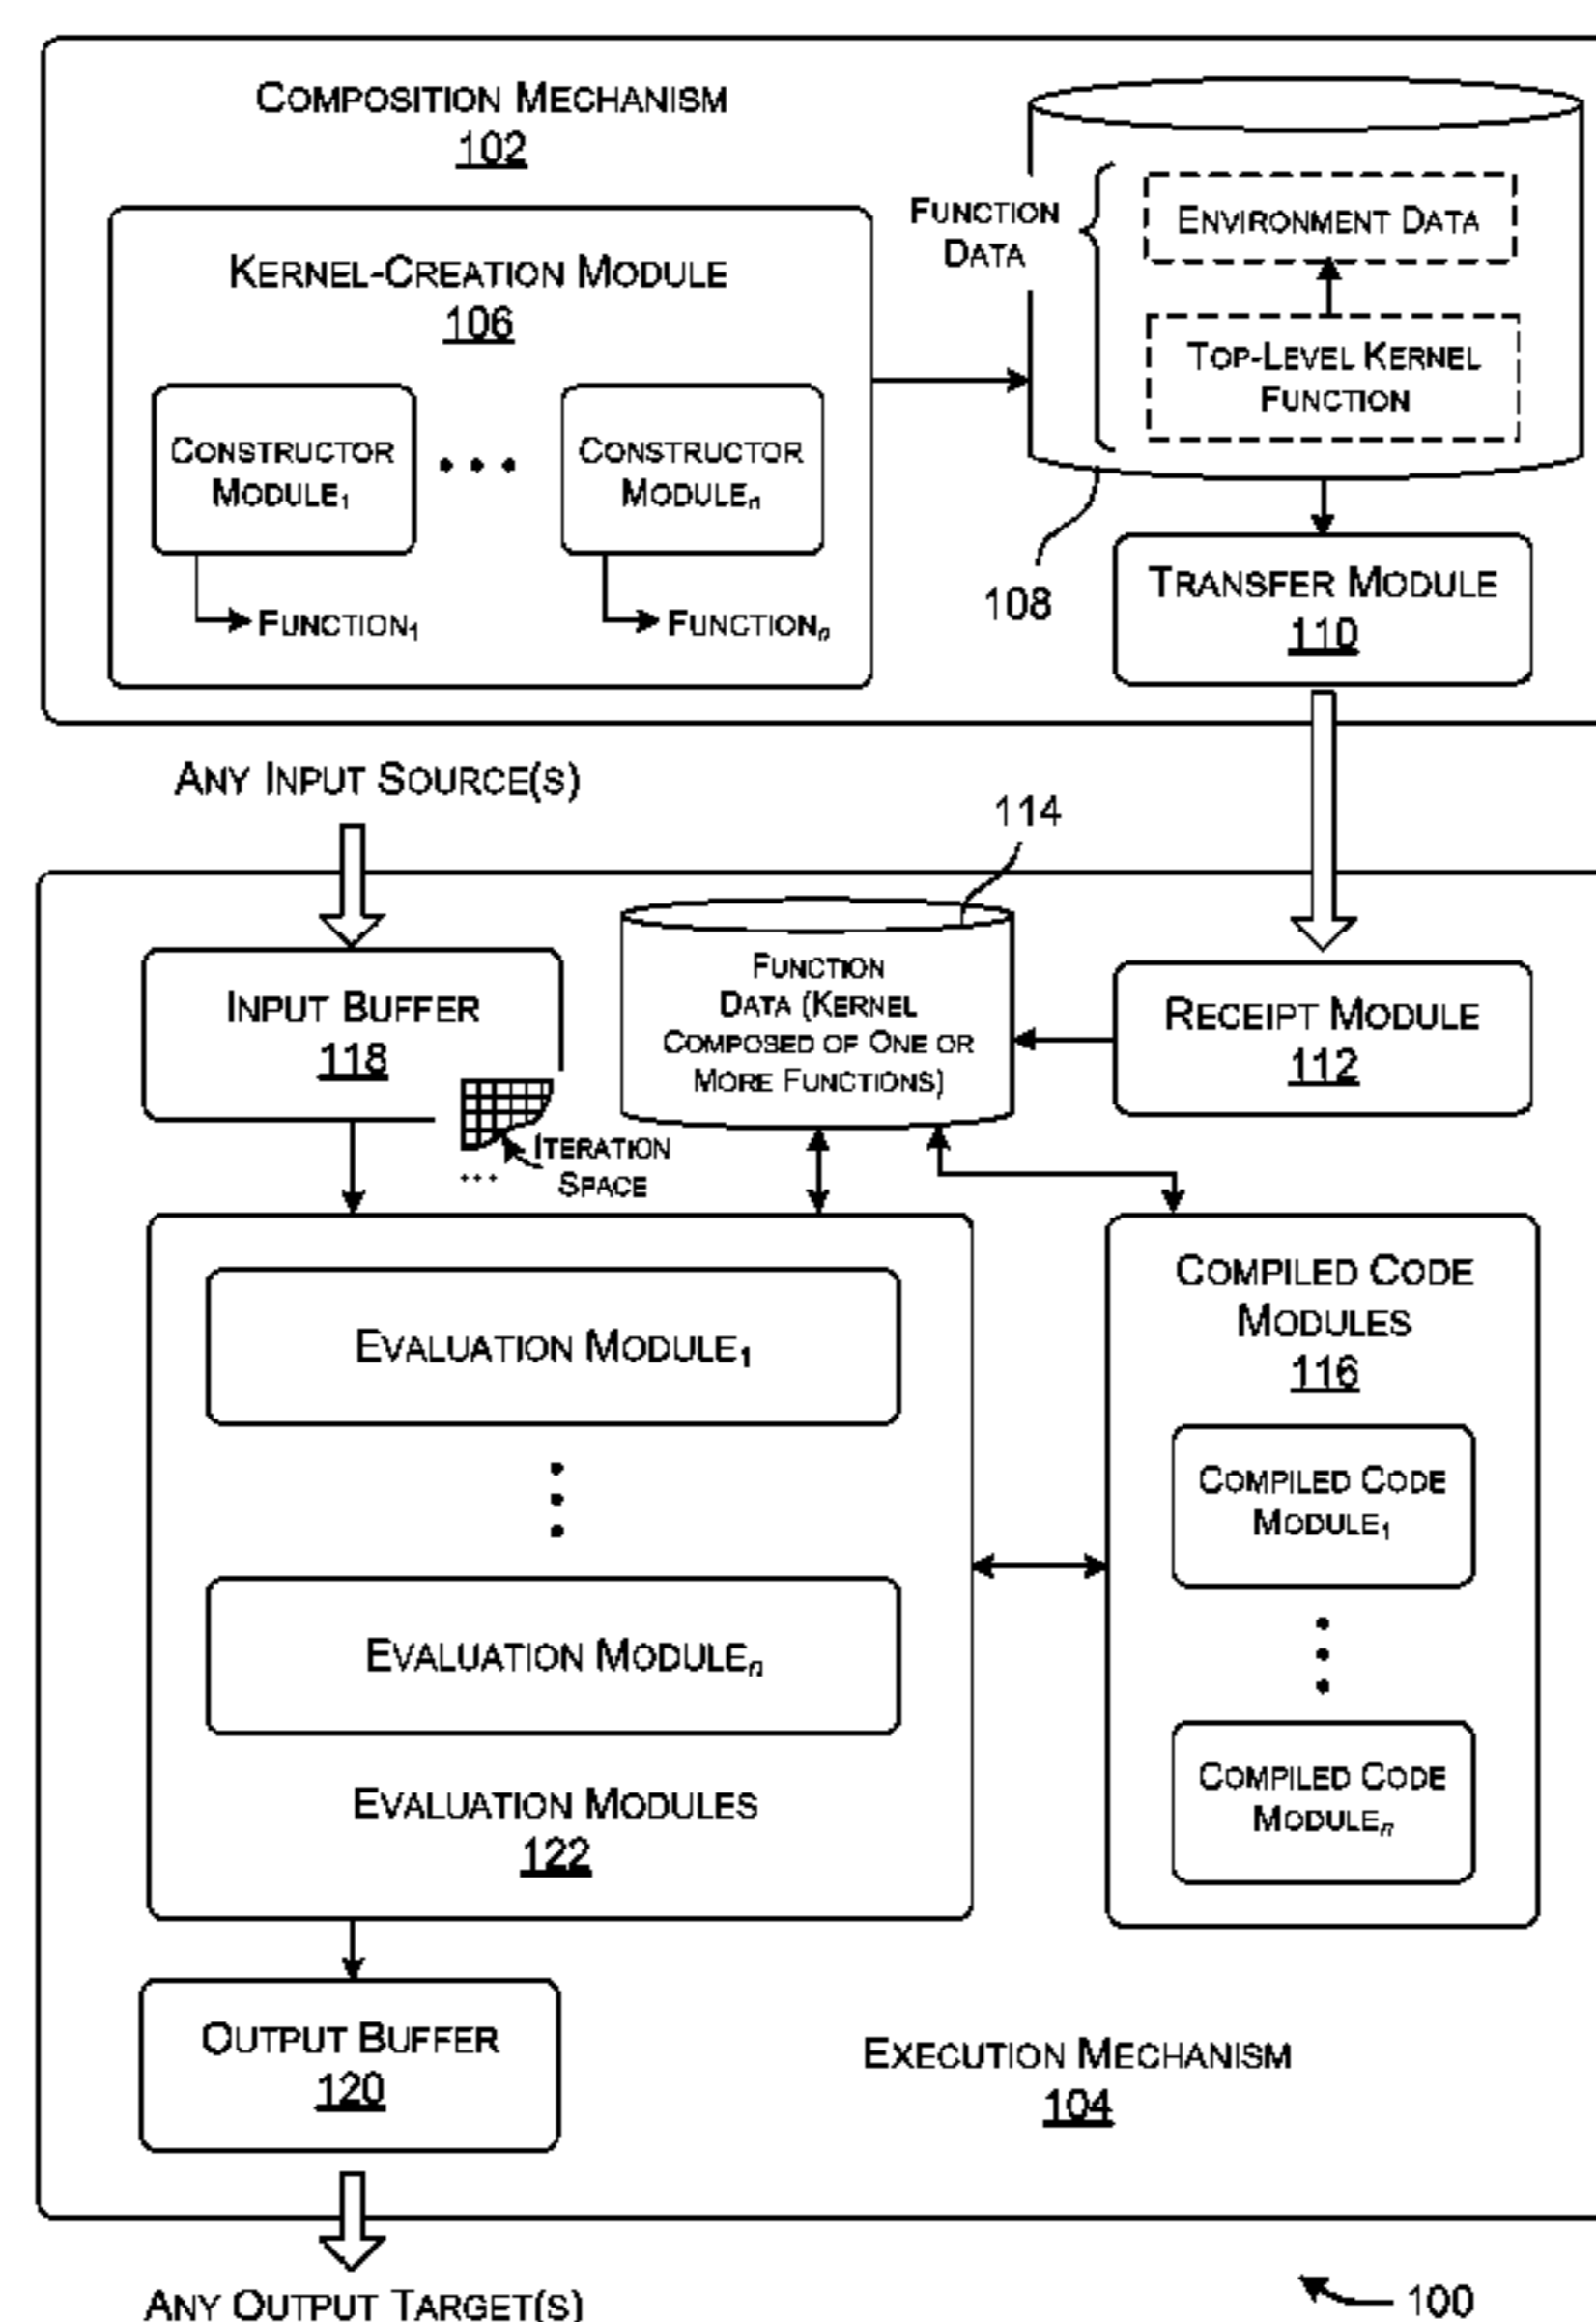 COMPOSITION MECHANISM
102
KERNEL-CREATION MODULE
106
CONSTRUCTOR
MODULE1
• • •
CONSTRUCTOR
MODULEn
FUNCTION1
FUNCTIONn
FUNCTION
DATA
ENVIRONMENT DATA
TOP-LEVEL KERNEL
FUNCTION
108
TRANSFER MODULE
110
ANY INPUT SOURCE(S)
114
INPUT BUFFER
118
FUNCTION
DATA (KERNEL
COMPOSED OF ONE OR
MORE FUNCTIONS)
RECEIPT MODULE
112
ITERATION
SPACE
...
EVALUATION MODULE1
EVALUATION MODULEn
EVALUATION MODULES
122
COMPILED CODE
MODULES
116
COMPILED CODE
MODULE1
COMPILED CODE
MODULEn
OUTPUT BUFFER
120
EXECUTION MECHANISM
104
ANY OUTPUT TARGET(S)
100